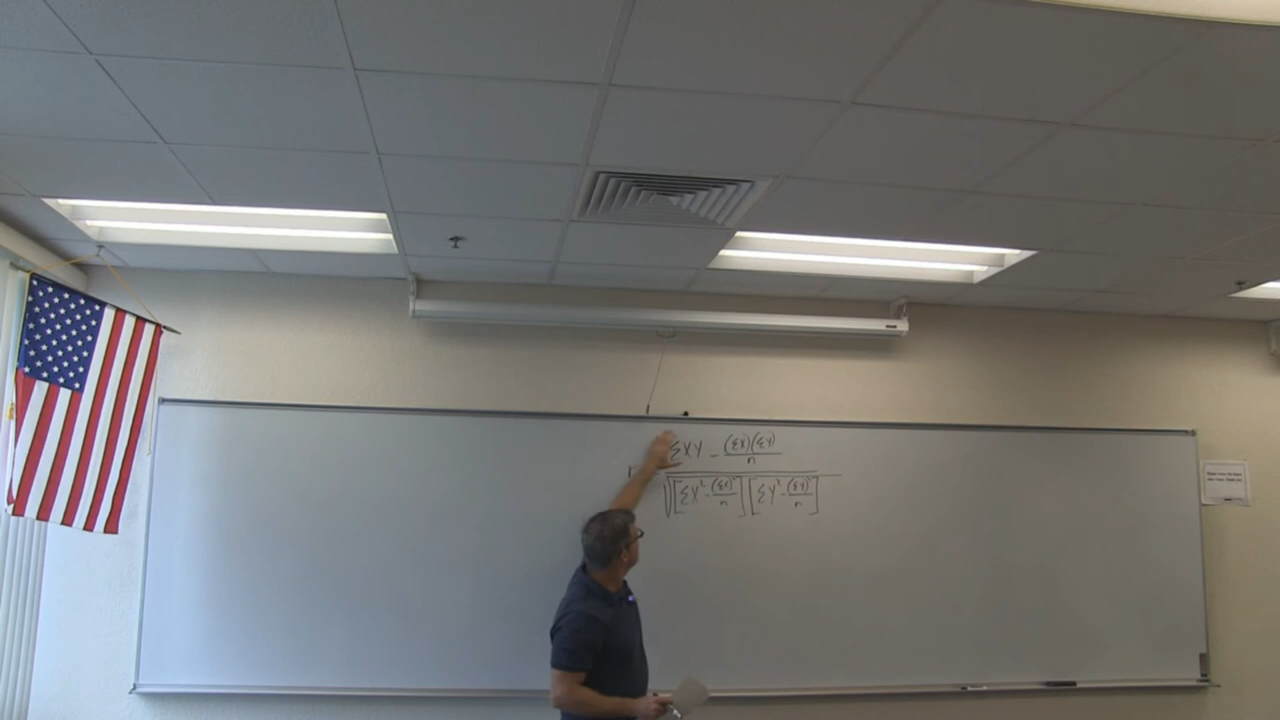 r ΣXY - (ΣX)(ΣY) / n
√[ΣX² - (ΣX)² / n] [ΣY² - (ΣY)² / n]